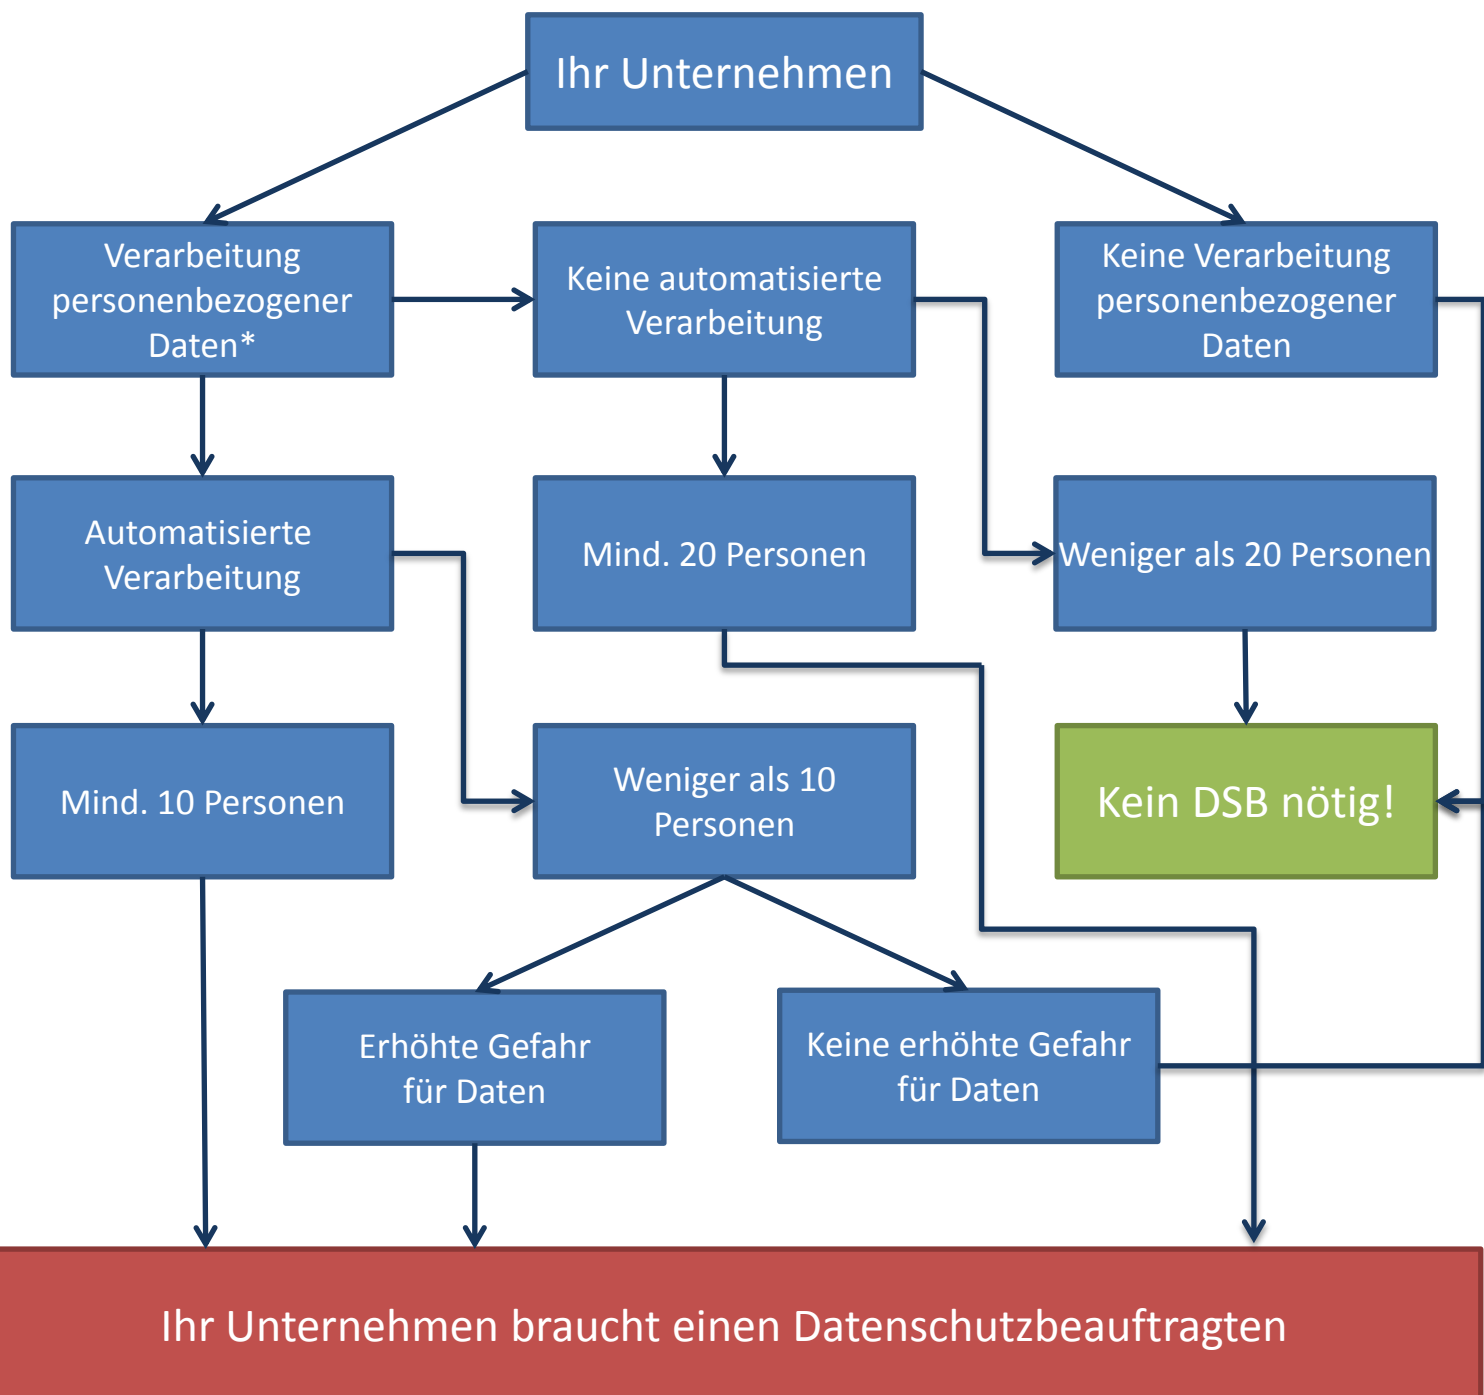 Ihr Unternehmen
Verarbeitung
personenbezogener
Daten*
Keine automatisierte
Verarbeitung
Keine Verarbeitung
personenbezogener
Daten
Automatisierte
Verarbeitung
Mind. 20 Personen
Weniger als 20 Personen
Mind. 10 Personen
Weniger als 10
Personen
Kein DSB nötig!
Erhöhte Gefahr
für Daten
Keine erhöhte Gefahr
für Daten
Ihr Unternehmen braucht einen Datenschutzbeauftragten